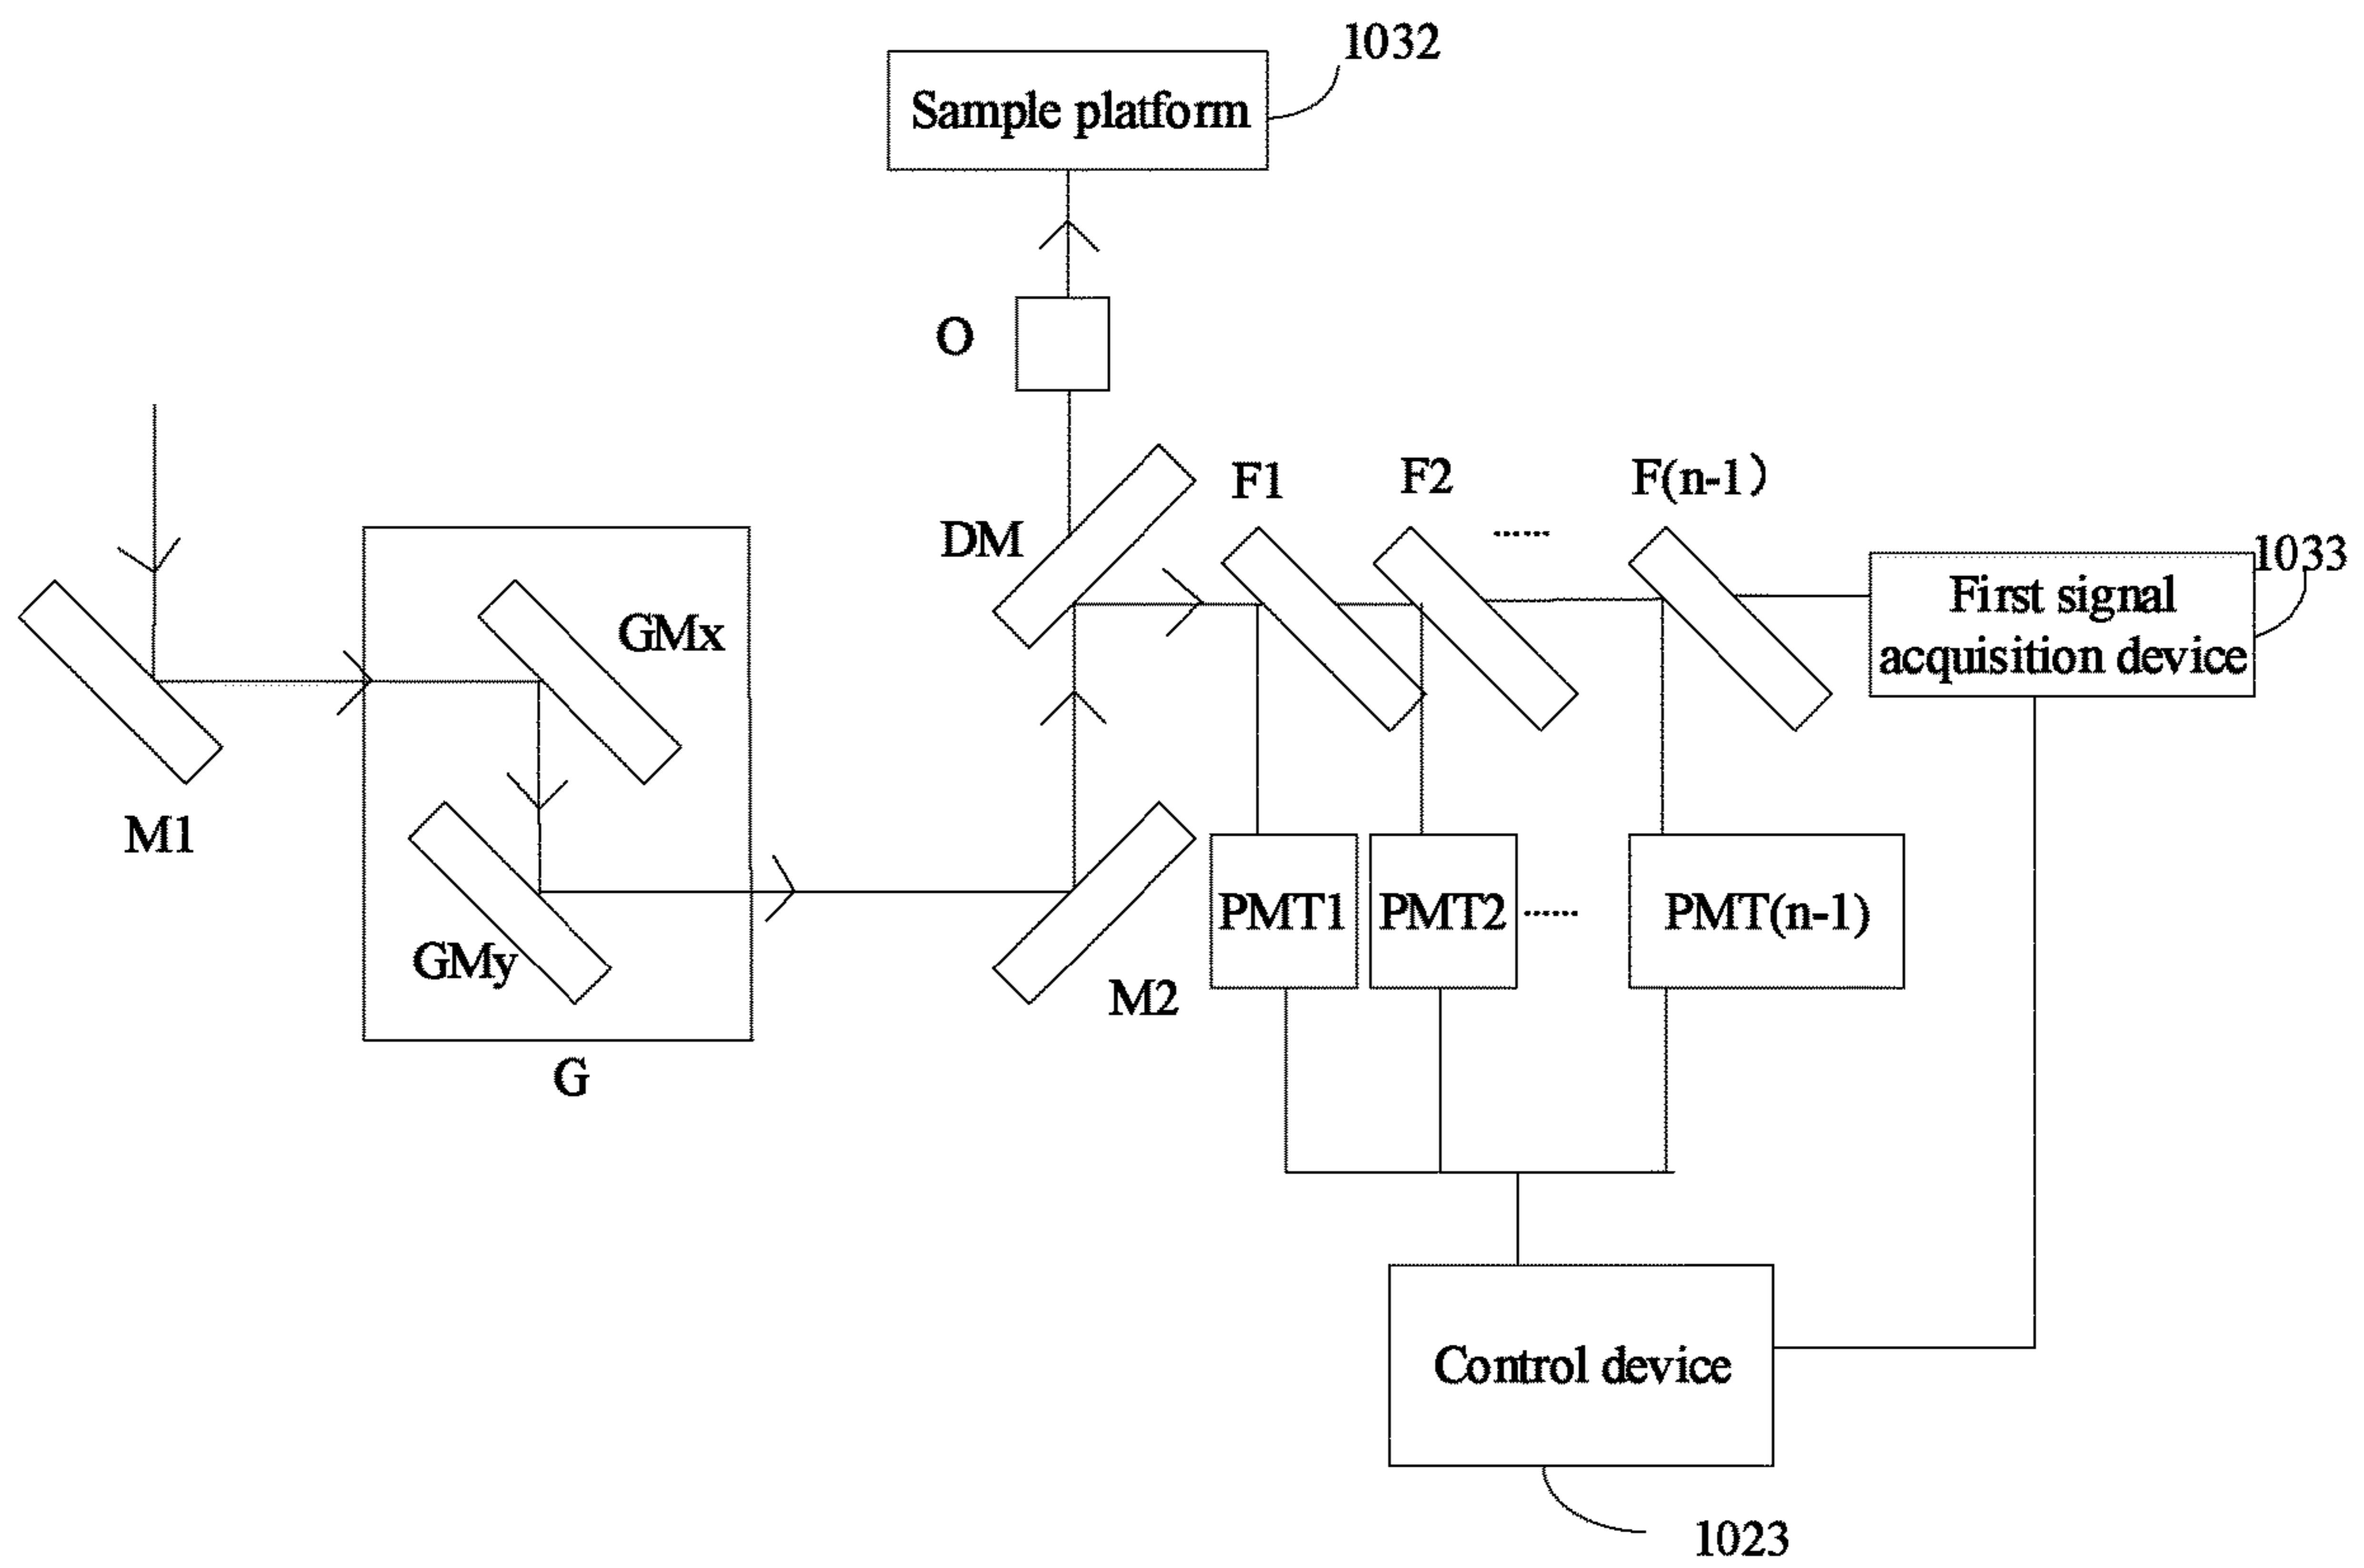 1032
Sample platform
O
F1
F2
F(n-1)
DM
......
1033
First signal
acquisition device
GMx
M1
PMT1
PMT2
......
PMT(n-1)
GMy
M2
G
Control device
1023